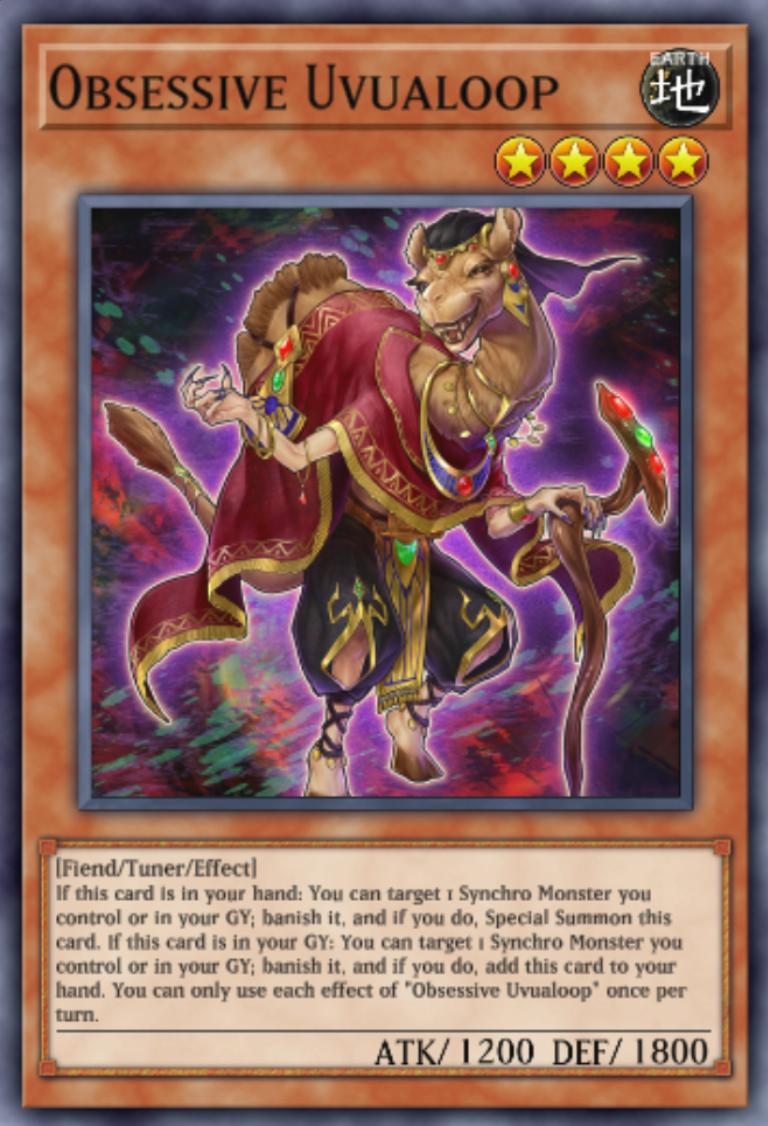 Obsessive Uvualoop
EARTH
地
[Fiend/Tuner/Effect]
If this card is in your hand: You can target 1 Synchro Monster you
control or in your GY; banish it, and if you do, Special Summon this
card. If this card is in your GY: You can target 1 Synchro Monster you
control or in your GY; banish it, and if you do, add this card to your
hand. You can only use each effect of "Obsessive Uvualoop" once per
turn.
ATK/ 1200 DEF/ 1800